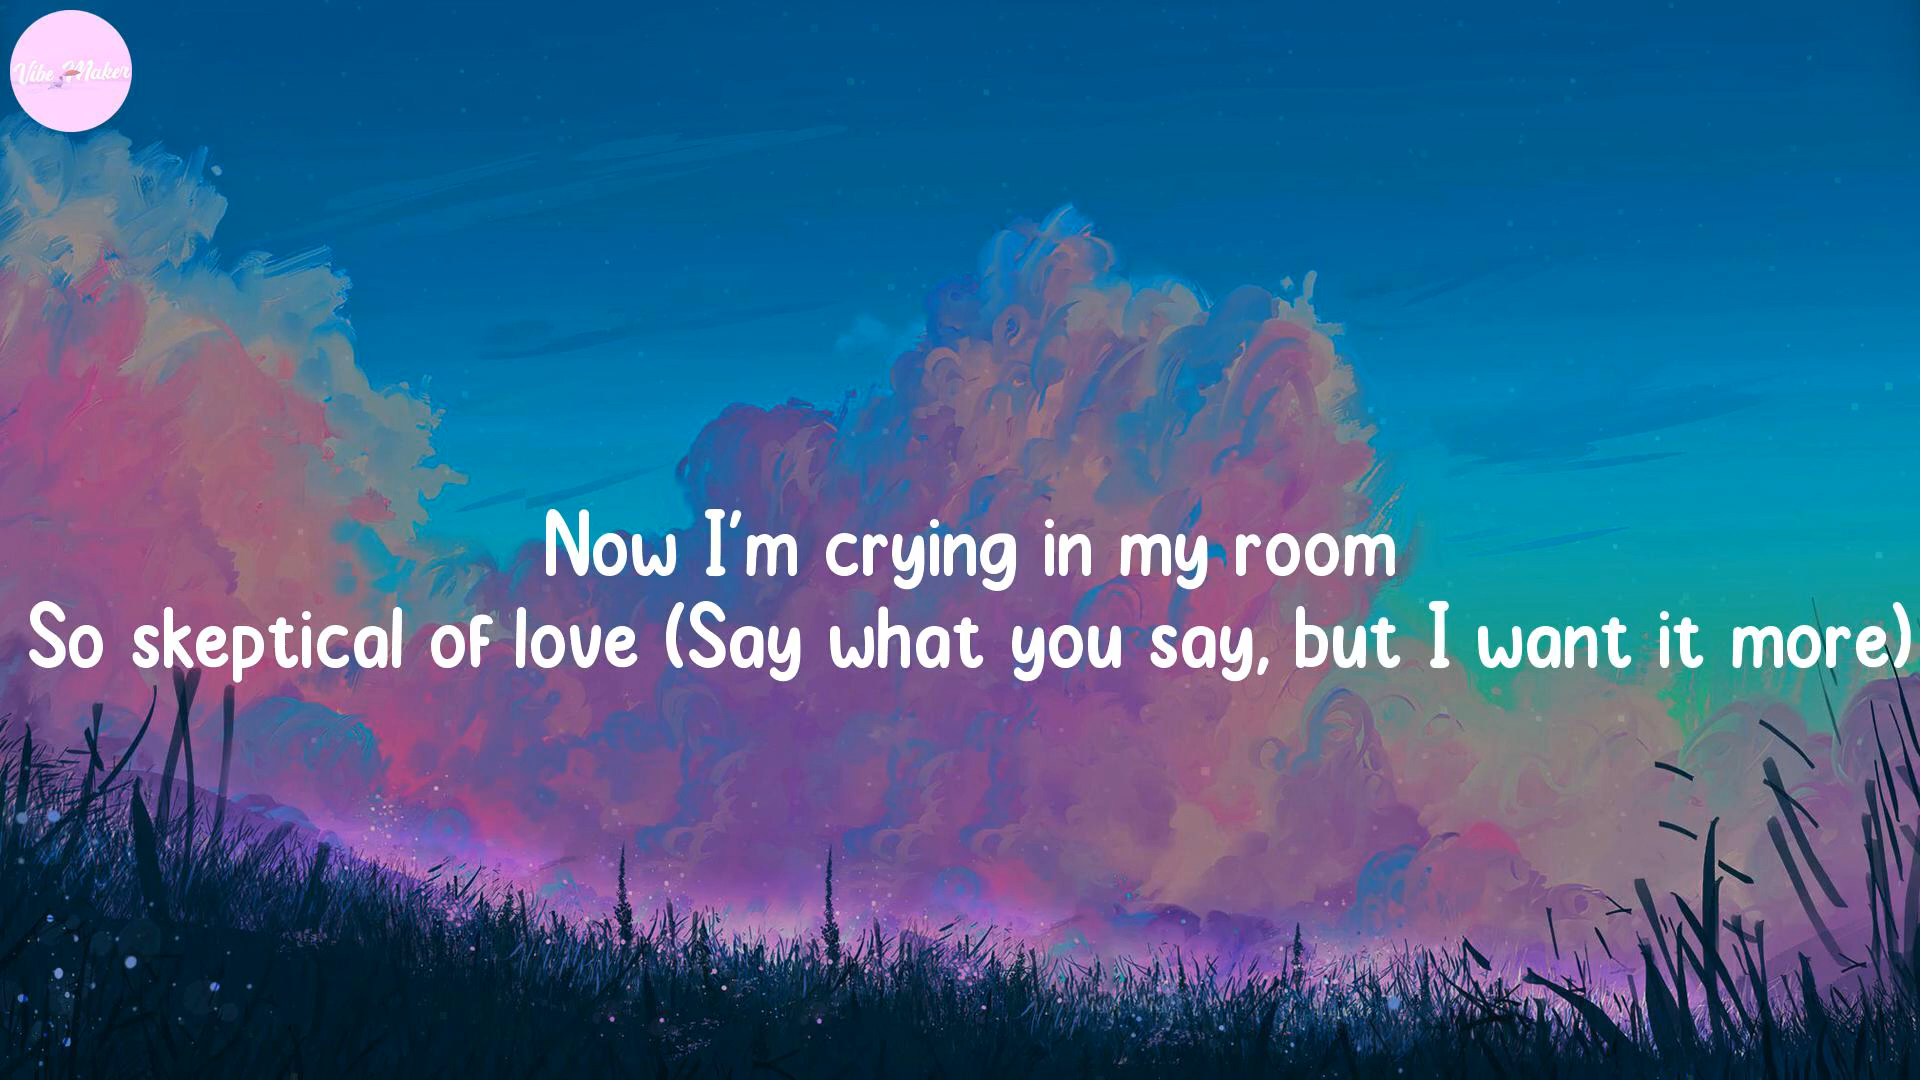 Vibe Maker
Now I'm crying in my room
So skeptical of love (Say what you say, but I want it more)